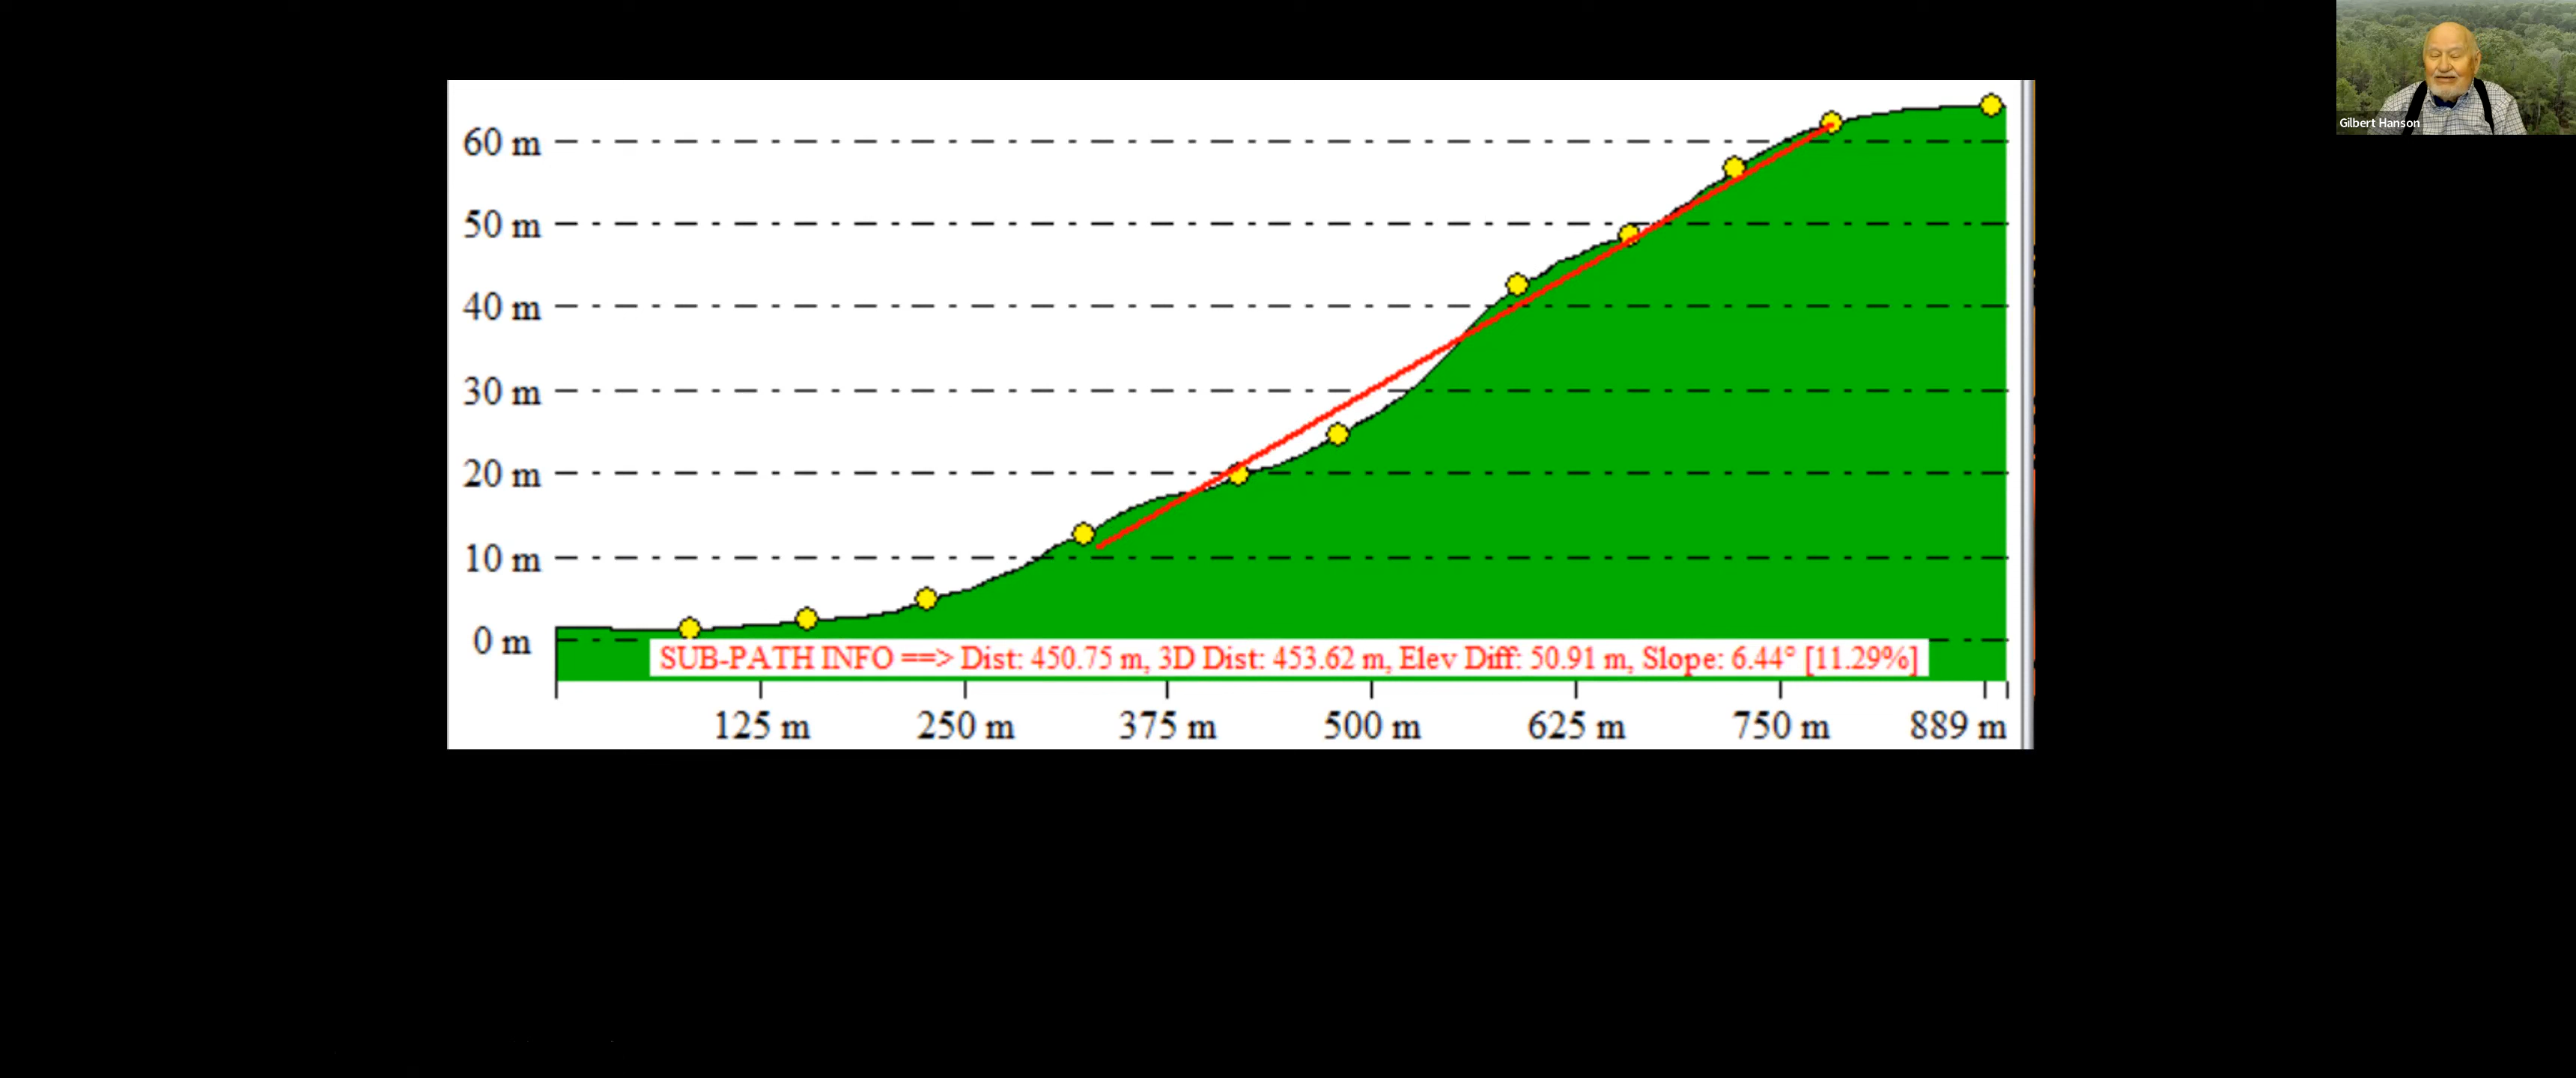 Gilbert Hanson
60 m
50 m
40 m
30 m
20 m
10 m
0 m
SUB-PATH INFO ==> Dist: 450.75 m, 3D Dist: 453.62 m, Elev Diff: 50.91 m, Slope: 6.44° [11.29%]
125 m 250 m 375 m 500 m 625 m 750 m 889 m